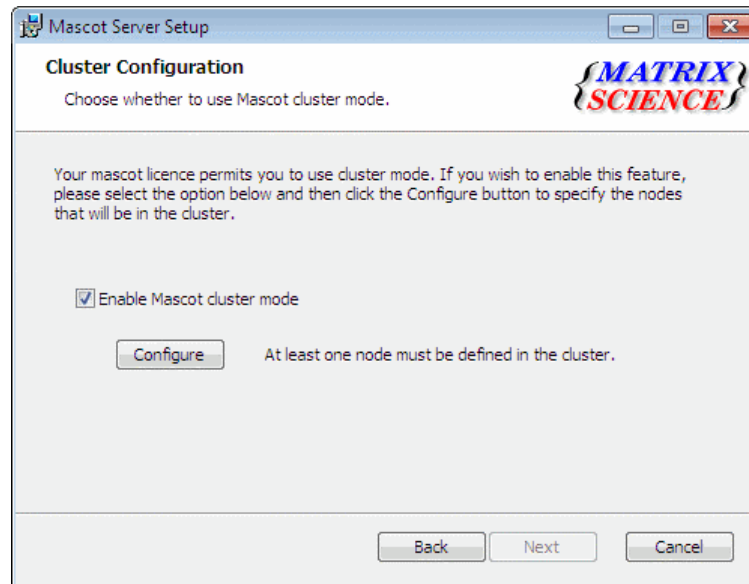 Mascot Server Setup
Cluster Configuration
Choose whether to use Mascot cluster mode.
{MATRIX
SCIENCE}
Your mascot licence permits you to use cluster mode. If you wish to enable this feature,
please select the option below and then click the Configure button to specify the nodes
that will be in the cluster.
Enable Mascot cluster mode
Configure At least one node must be defined in the cluster.
Back Next Cancel